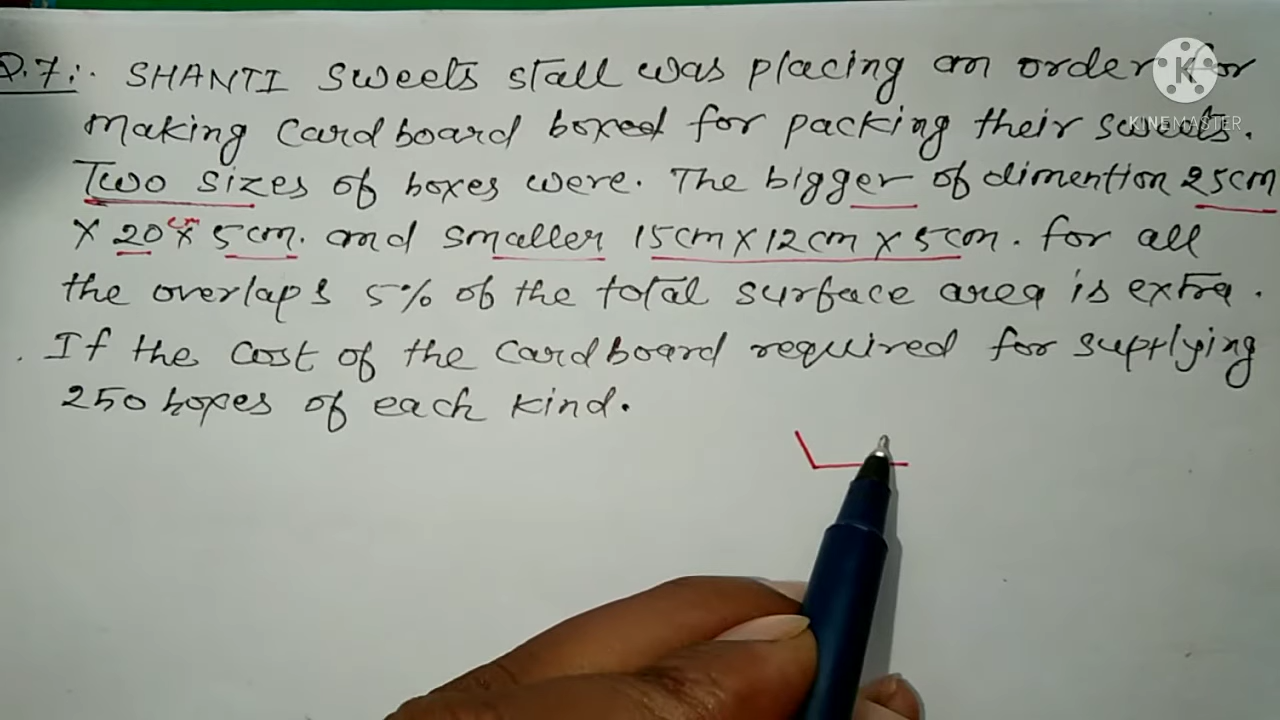 Q.7:. SHANTI sweets stall was placing an order for
making cardboard boxed for packing their sweets.
Two sizes of boxes were. The bigger of dimention 25cm
x 20cm x 5cm. and smaller 15cm x 12cm x 5cm. for all
the overlaps 5% of the total surface area is extra.
. If the cost of the cardboard required for supplying
250 boxes of each kind.
KINEMASTER